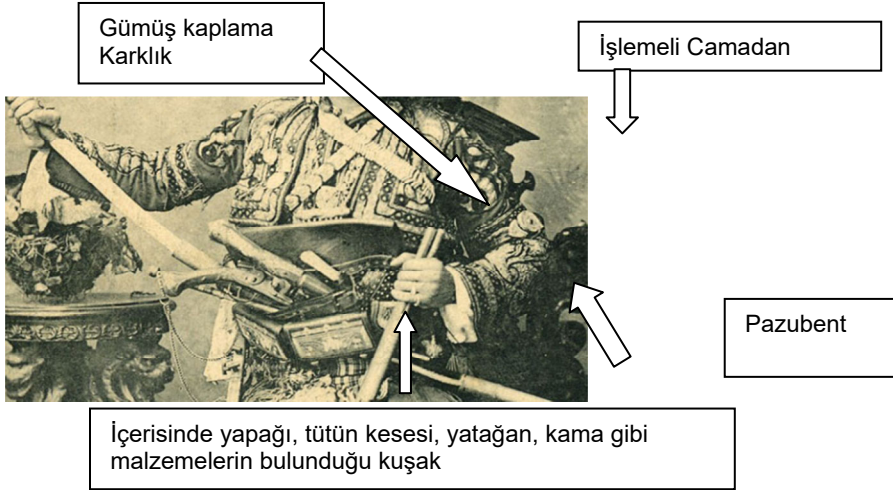 Gümüş kaplama
Karklık
İşlemeli Camadan
Pazubent
İçerisinde yapağı, tütün kesesi, yatağan, kama gibi
malzemelerin bulunduğu kuşak